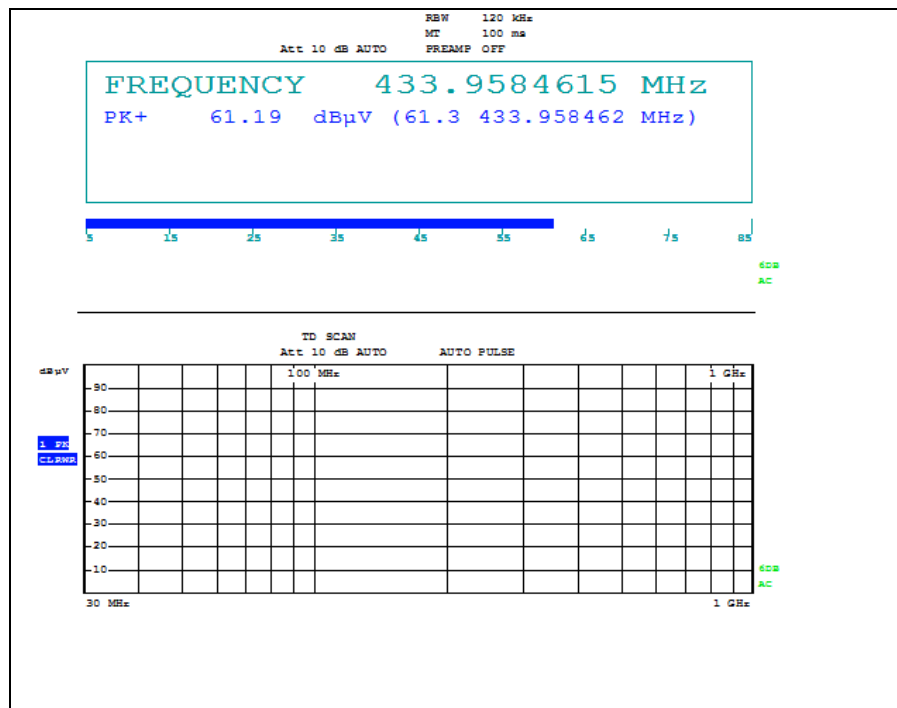 RBW 120 kHz
MT 100 ms
Att 10 dB AUTO PREAMP OFF
FREQUENCY 433.9584615 MHz
PK+ 61.19 dBµV (61.3 433.958462 MHz)
5 15 25 35 45 55 65 75 85
6DB
AC
TD SCAN
Att 10 dB AUTO AUTO PULSE
dBµV
100 MHz 1 GHz
90
80
70
1 PK
CLRWR
60
50
40
30
20
10
6DB
AC
30 MHz 1 GHz